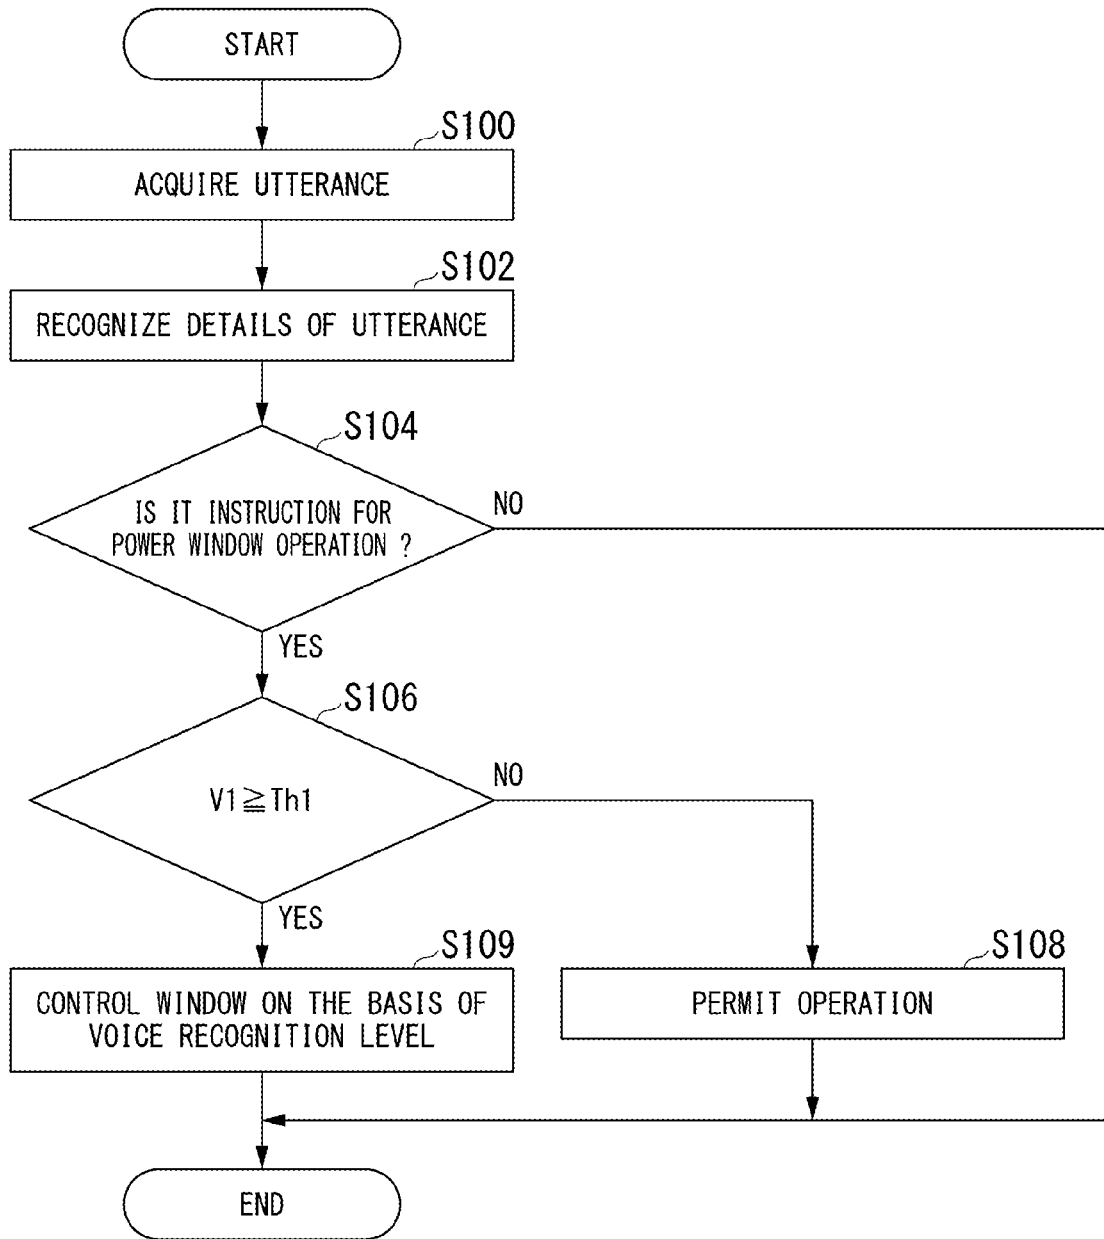 START
S100
ACQUIRE UTTERANCE
S102
RECOGNIZE DETAILS OF UTTERANCE
S104
IS IT INSTRUCTION FOR
POWER WINDOW OPERATION ?
NO
YES
S106
V1≧Th1
NO
YES
S109
CONTROL WINDOW ON THE BASIS OF
VOICE RECOGNITION LEVEL
S108
PERMIT OPERATION
END